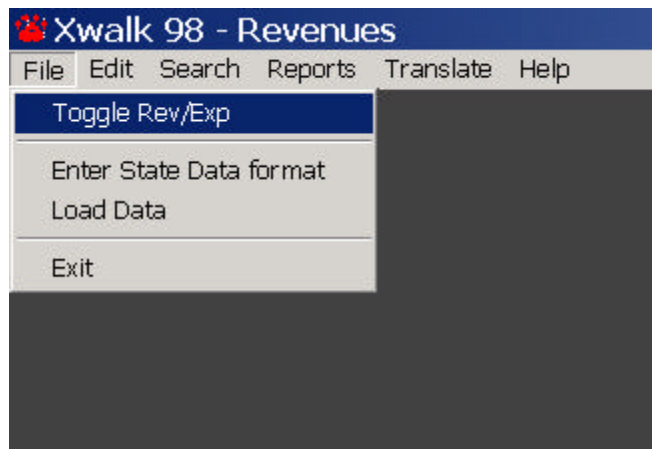 Xwalk 98 - Revenues
File Edit Search Reports Translate Help
Toggle Rev/Exp
Enter State Data format
Load Data
Exit